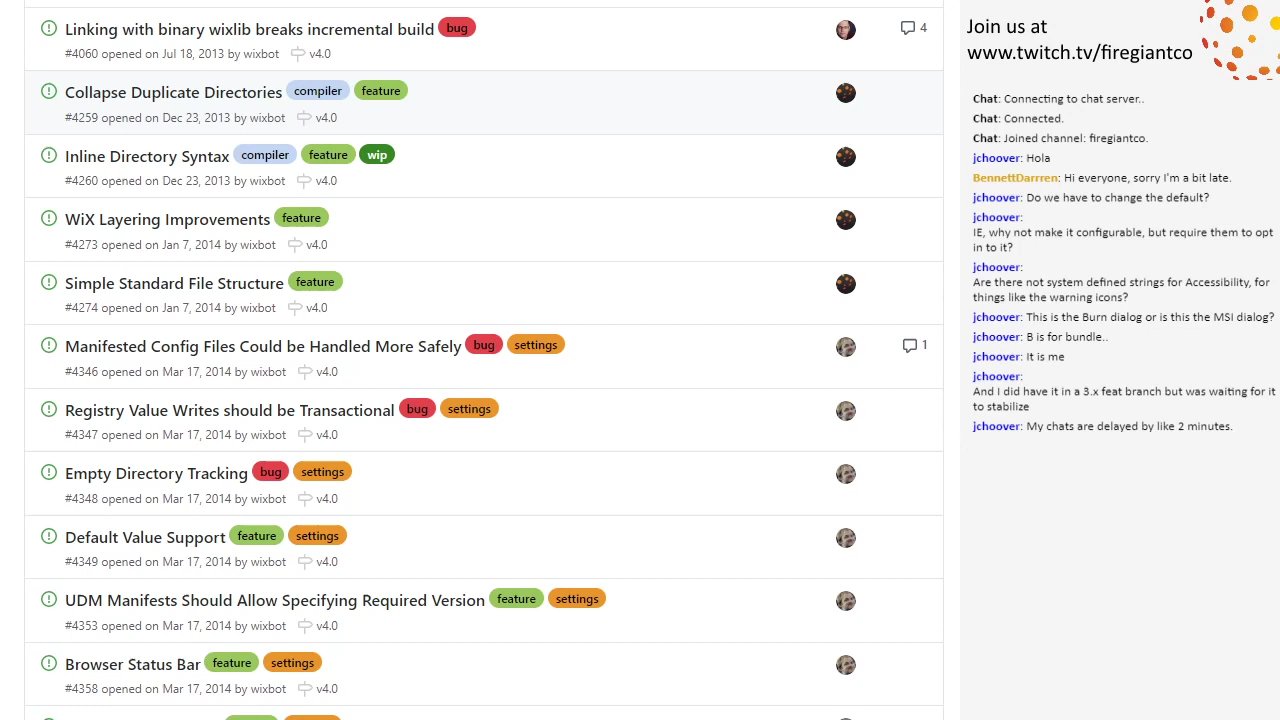 Linking with binary wixlib breaks incremental build bug
4
#4060 opened on Jul 18, 2013 by wixbot v4.0
Collapse Duplicate Directories compiler feature
#4259 opened on Dec 23, 2013 by wixbot v4.0
Inline Directory Syntax compiler feature wip
#4260 opened on Dec 23, 2013 by wixbot v4.0
WiX Layering Improvements feature
#4273 opened on Jan 7, 2014 by wixbot v4.0
Simple Standard File Structure feature
#4274 opened on Jan 7, 2014 by wixbot v4.0
Manifested Config Files Could be Handled More Safely bug settings
1
#4346 opened on Mar 17, 2014 by wixbot v4.0
Registry Value Writes should be Transactional bug settings
#4347 opened on Mar 17, 2014 by wixbot v4.0
Empty Directory Tracking bug settings
#4348 opened on Mar 17, 2014 by wixbot v4.0
Default Value Support feature settings
#4349 opened on Mar 17, 2014 by wixbot v4.0
UDM Manifests Should Allow Specifying Required Version feature settings
#4353 opened on Mar 17, 2014 by wixbot v4.0
Browser Status Bar feature settings
#4358 opened on Mar 17, 2014 by wixbot v4.0
Join us at
www.twitch.tv/firegiantco
Chat: Connecting to chat server..
Chat: Connected.
Chat: Joined channel: firegiantco.
jchoover: Hola
BennettDarrren: Hi everyone, sorry I'm a bit late.
jchoover: Do we have to change the default?
jchoover:
IE, why not make it configurable, but require them to opt
in to it?
jchoover:
Are there not system defined strings for Accessibility, for
things like the warning icons?
jchoover: This is the Burn dialog or is this the MSI dialog?
jchoover: B is for bundle..
jchoover: It is me
jchoover:
And I did have it in a 3.x feat branch but was waiting for it
to stabilize
jchoover: My chats are delayed by like 2 minutes.